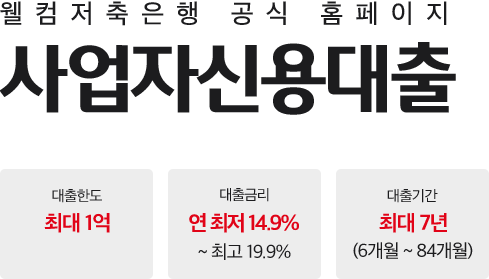 웰컴저축은행 공식 홈페이지
사업자신용대출
대출한도
최대 1억
대출금리
연 최저 14.9%
~ 최고 19.9%
대출기간
최대 7년
(6개월 ~ 84개월)